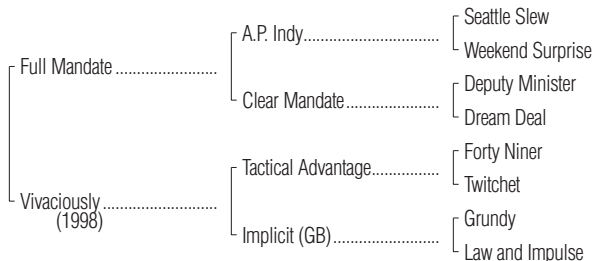 Seattle Slew
A.P. Indy........................
Weekend Surprise
Full Mandate ..................
Deputy Minister
Clear Mandate................
Dream Deal
Forty Niner
Tactical Advantage...........
Twitchet
Vivaciously ....................
(1998)
Grundy
Implicit (GB)...................
Law and Impulse